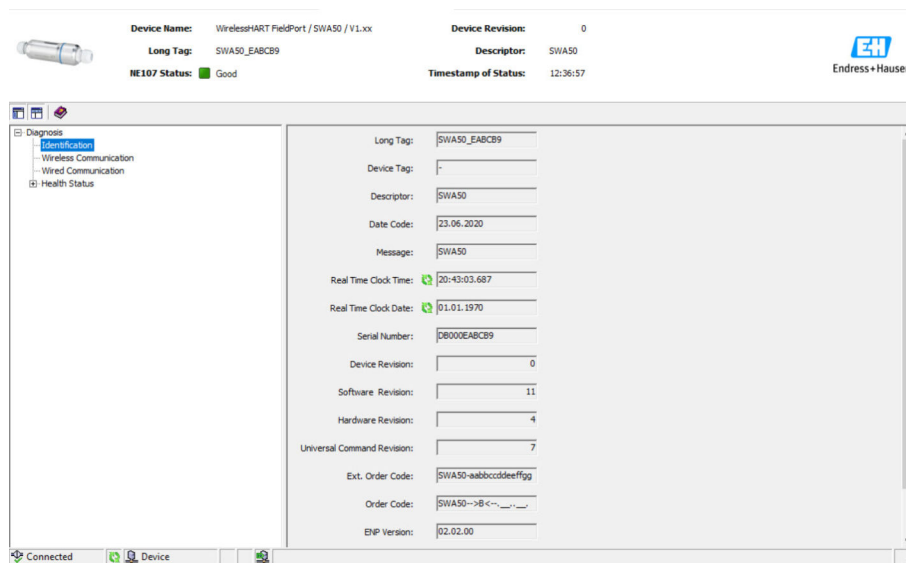 Device Name: WirelessHART FieldPort / SWA50 / V1.xx Device Revision: 0
Long Tag: SWA50_EABCB9 Descriptor: SWA50
NE107 Status: Good Timestamp of Status: 12:36:57
Endress+Hauser
Diagnosis
Identification
Wireless Communication
Wired Communication
Health Status
Long Tag: SWA50_EABCB9
Device Tag: -
Descriptor: SWA50
Date Code: 23.06.2020
Message: SWA50
Real Time Clock Time: 20:43:03.687
Real Time Clock Date: 01.01.1970
Serial Number: DB000EABCB9
Device Revision: 0
Software Revision: 11
Hardware Revision: 4
Universal Command Revision: 7
Ext. Order Code: SWA50-aabbccddeeffgg
Order Code: SWA50-->B<--.__..__.
ENP Version: 02.02.00
Connected Device